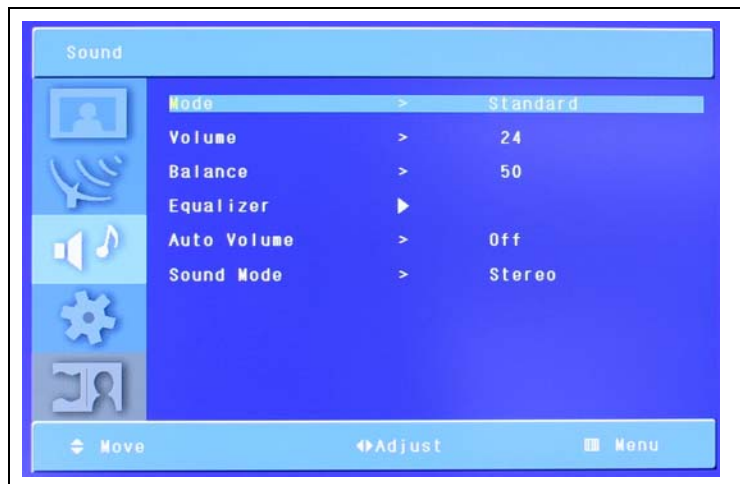 Sound
Mode > Standard
Volume > 24
Balance > 50
Equalizer ▶
Auto Volume > Off
Sound Mode > Stereo
Move Adjust Menu